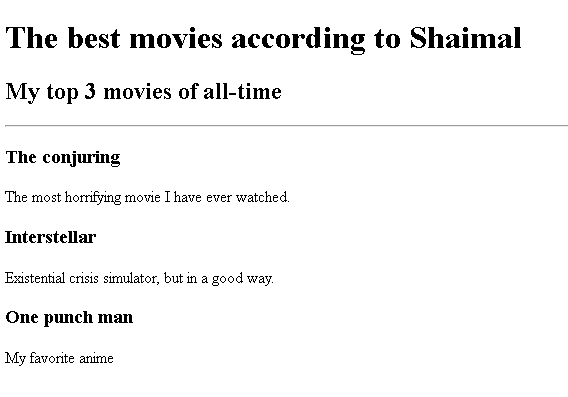 The best movies according to Shaimal
My top 3 movies of all-time
The conjuring
The most horrifying movie I have ever watched.
Interstellar
Existential crisis simulator, but in a good way.
One punch man
My favorite anime